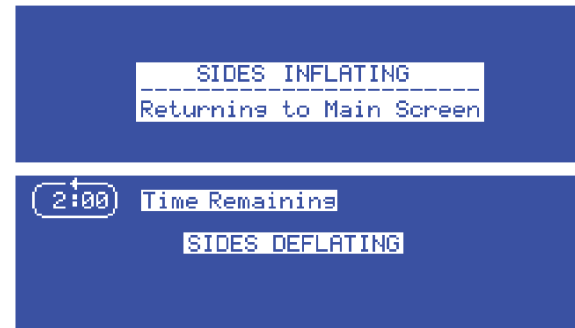 SIDES INFLATING
Returning to Main Screen
2:00 Time Remaining
SIDES DEFLATING